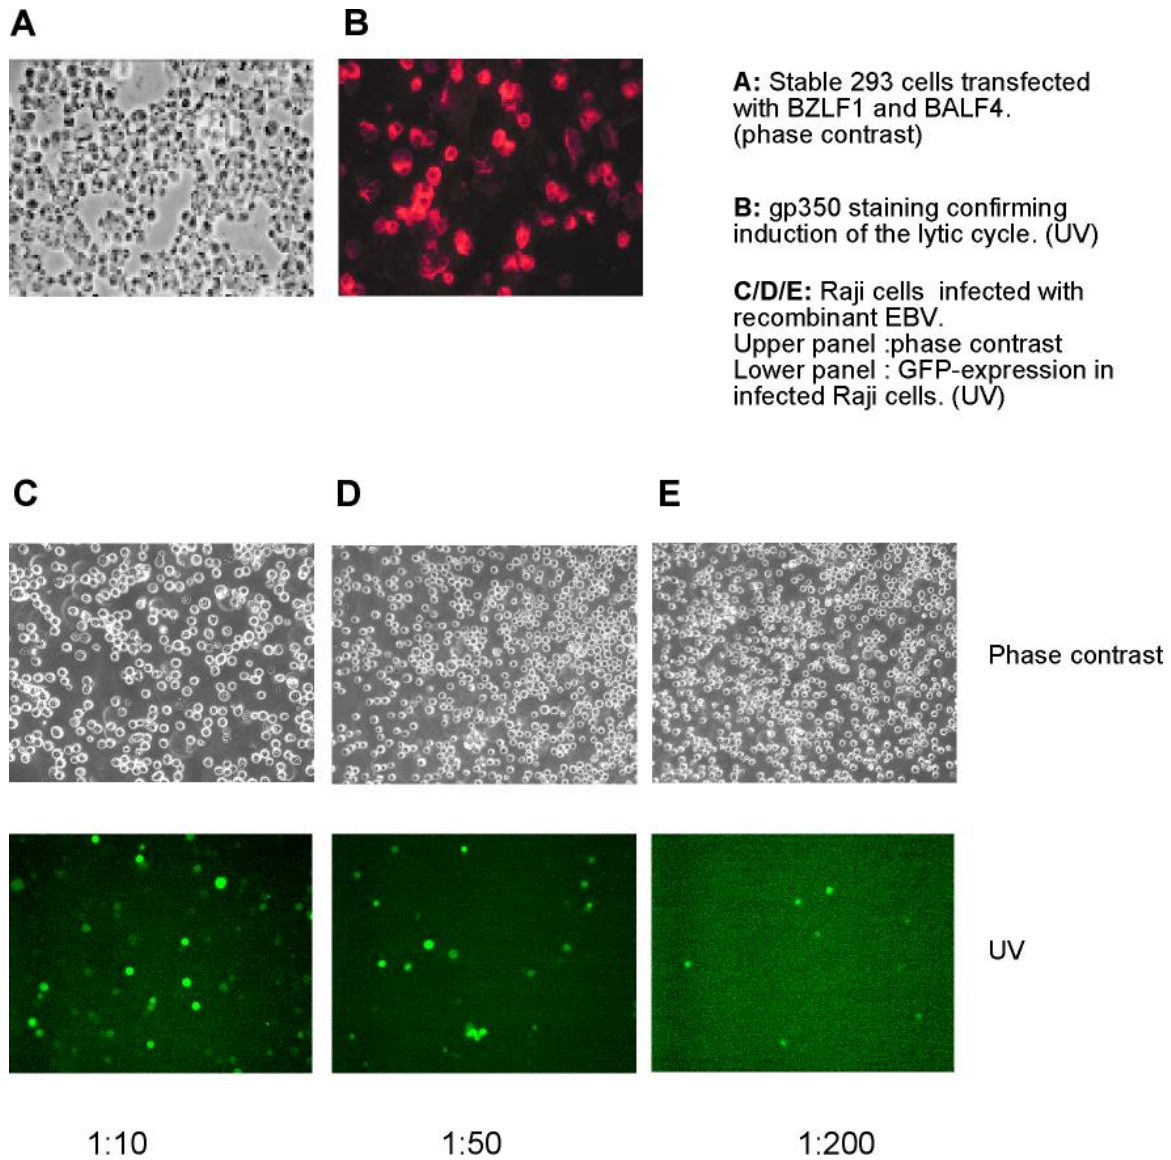 A
B
A: Stable 293 cells transfected
with BZLF1 and BALF4.
(phase contrast)
B: gp350 staining confirming
induction of the lytic cycle. (UV)
C/D/E: Raji cells infected with
recombinant EBV.
Upper panel :phase contrast
Lower panel : GFP-expression in
infected Raji cells. (UV)
C
D
E
Phase contrast
UV
1:10
1:50
1:200